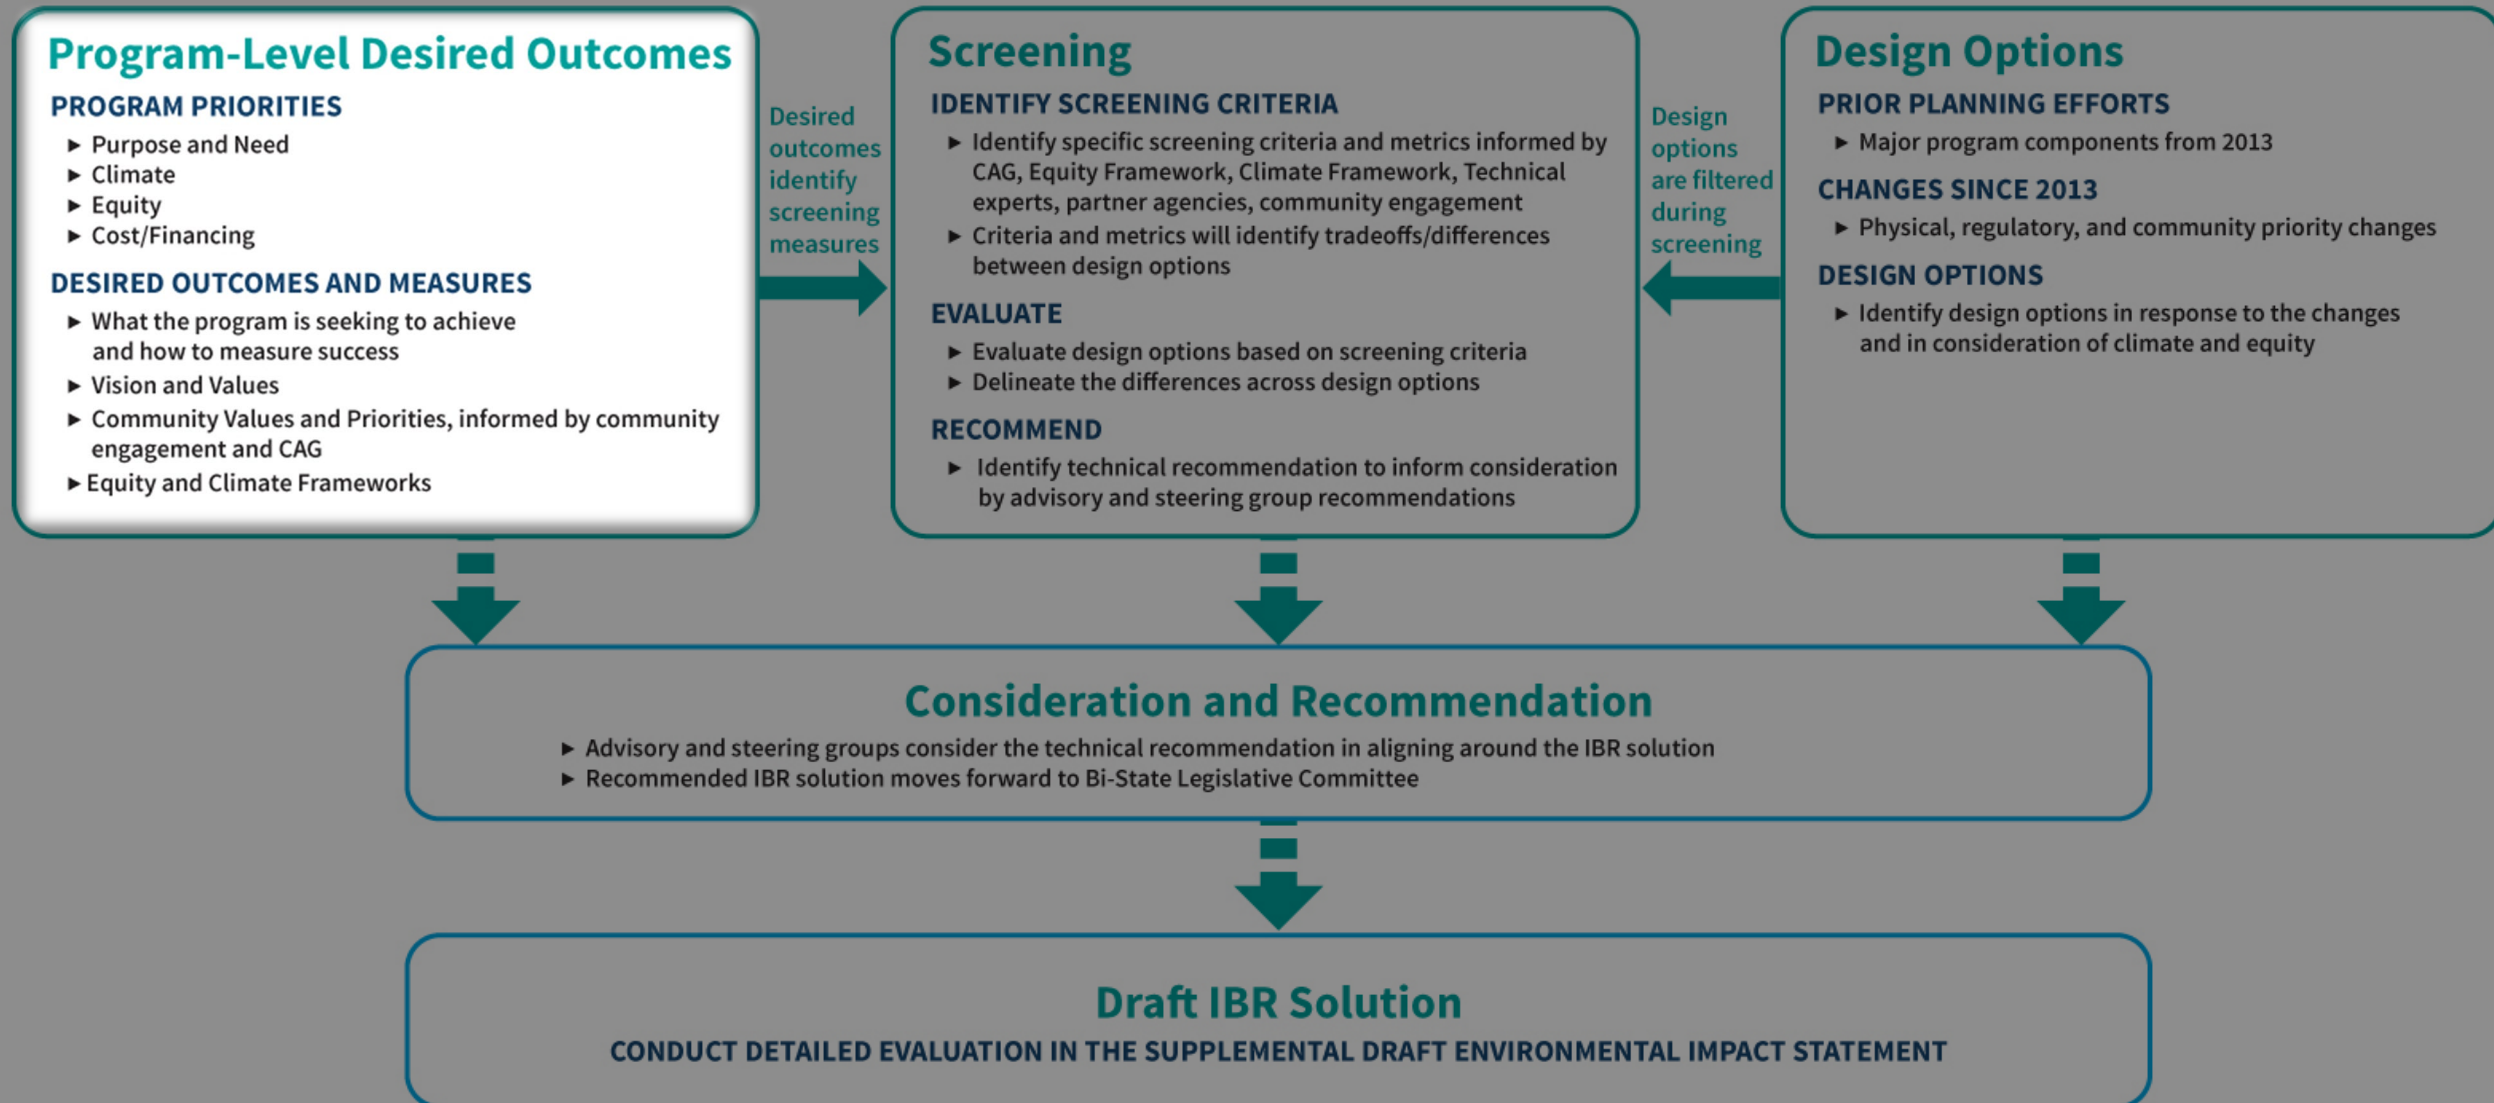 Program-Level Desired Outcomes
PROGRAM PRIORITIES
► Purpose and Need
► Climate
► Equity
► Cost/Financing
DESIRED OUTCOMES AND MEASURES
► What the program is seeking to achieve
and how to measure success
► Vision and Values
► Community Values and Priorities, informed by community
engagement and CAG
► Equity and Climate Frameworks
Desired
outcomes
identify
screening
measures
Screening
IDENTIFY SCREENING CRITERIA
► Identify specific screening criteria and metrics informed by
CAG, Equity Framework, Climate Framework, Technical
experts, partner agencies, community engagement
► Criteria and metrics will identify tradeoffs/differences
between design options
EVALUATE
► Evaluate design options based on screening criteria
► Delineate the differences across design options
RECOMMEND
► Identify technical recommendation to inform consideration
by advisory and steering group recommendations
Design
options
are filtered
during
screening
Design Options
PRIOR PLANNING EFFORTS
► Major program components from 2013
CHANGES SINCE 2013
► Physical, regulatory, and community priority changes
DESIGN OPTIONS
► Identify design options in response to the changes
and in consideration of climate and equity
Consideration and Recommendation
► Advisory and steering groups consider the technical recommendation in aligning around the IBR solution
► Recommended IBR solution moves forward to Bi-State Legislative Committee
Draft IBR Solution
CONDUCT DETAILED EVALUATION IN THE SUPPLEMENTAL DRAFT ENVIRONMENTAL IMPACT STATEMENT